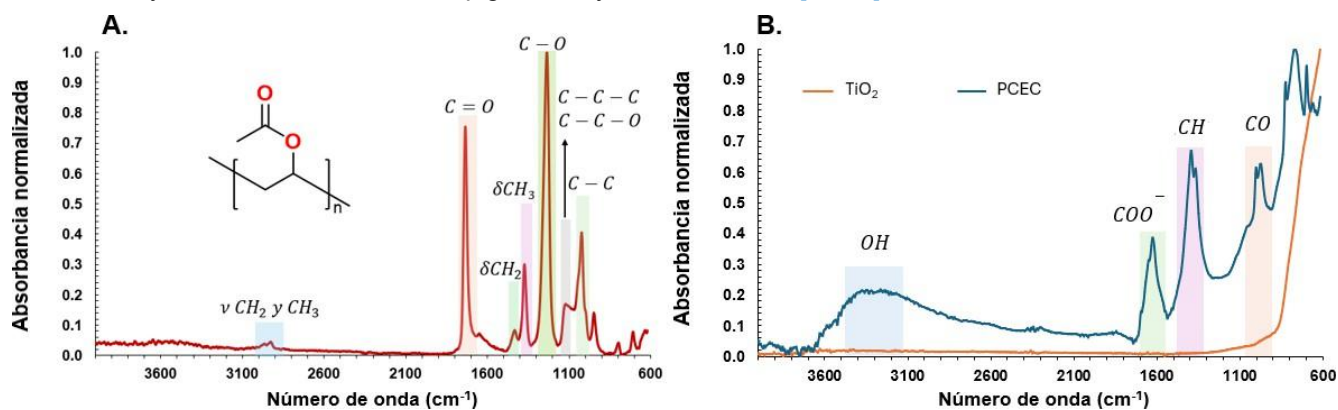 A.
Absorbancia normalizada
1.0
0.9
0.8
0.7
0.6
0.5
0.4
0.3
0.2
0.1
0.0
O
O
n
C = O
C − O
C − C − C
C − C − O
C − C
δCH₃
δCH₂
ν CH₂ y CH₃
3600 3100 2600 2100 1600 1100 600
Número de onda (cm⁻¹)
B.
Absorbancia normalizada
1.0
0.9
0.8
0.7
0.6
0.5
0.4
0.3
0.2
0.1
0.0
TiO₂ PCEC
OH
COO⁻
CH
CO
3600 3100 2600 2100 1600 1100 600
Número de onda (cm⁻¹)